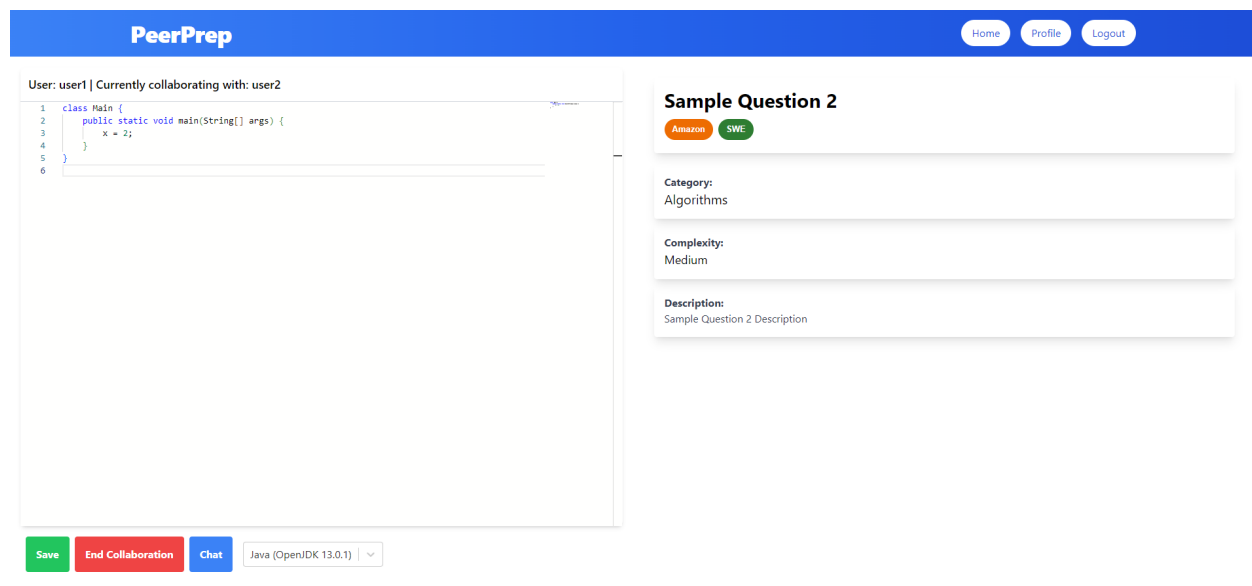 PeerPrep
Home
Profile
Logout
User: user1 | Currently collaborating with: user2
1 class Main {
2     public static void main(String[] args) {
3         x = 2;
4     }
5 }
6
Save
End Collaboration
Chat
Java (OpenJDK 13.0.1)
Sample Question 2
Amazon
SWE
Category:
Algorithms
Complexity:
Medium
Description:
Sample Question 2 Description